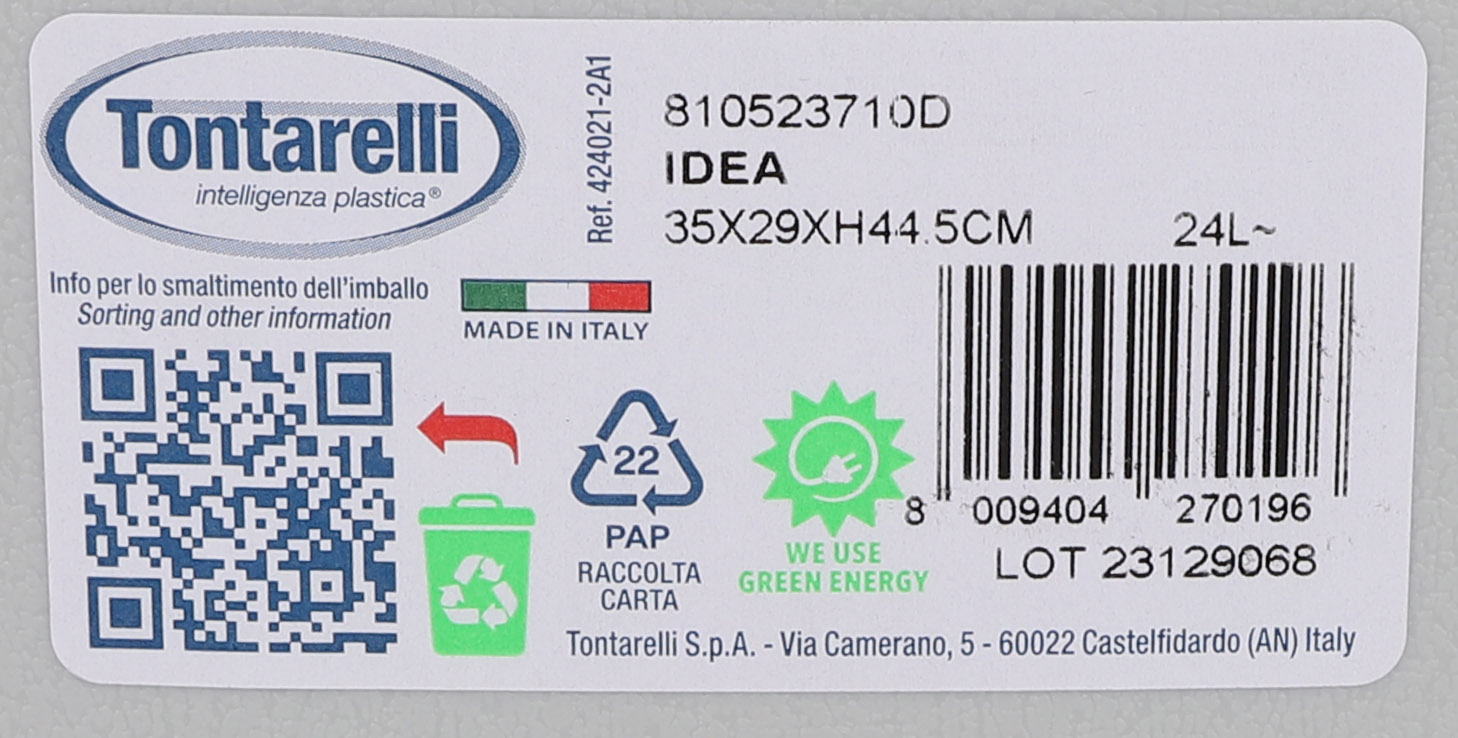 Tontarelli
intelligenza plastica®
Ref. 424021-2A1
810523710D
IDEA
35X29XH44.5CM 24L~
Info per lo smaltimento dell'imballo
Sorting and other information
MADE IN ITALY
22
PAP
RACCOLTA
CARTA
WE USE
GREEN ENERGY
8 009404 270196
LOT 23129068
Tontarelli S.p.A. - Via Camerano, 5 - 60022 Castelfidardo (AN) Italy